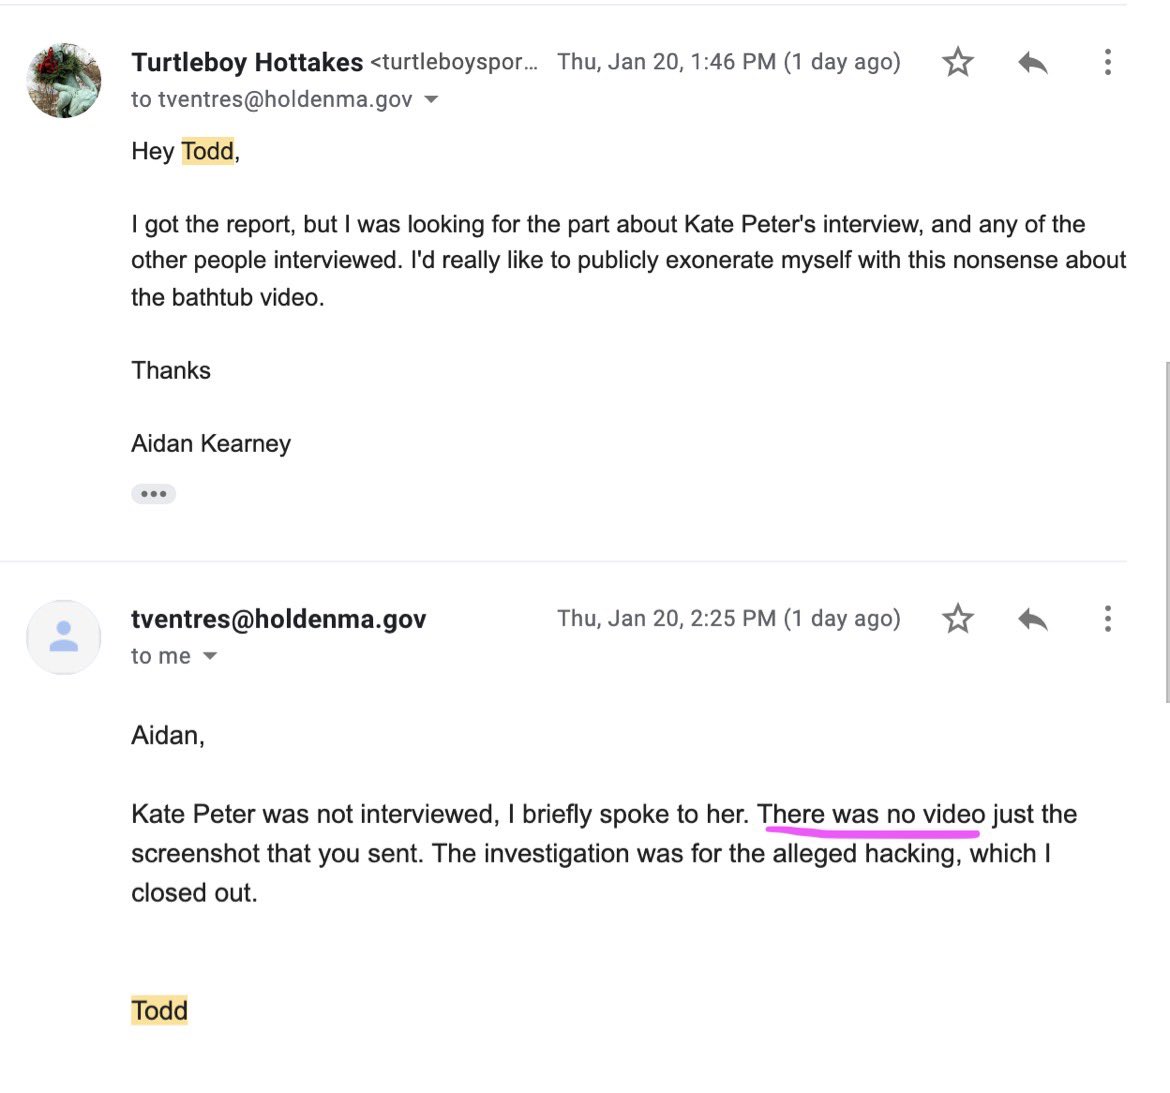 Turtleboy Hottakes <turtleboyspor... Thu, Jan 20, 1:46 PM (1 day ago)
to tventres@holdenma.gov
Hey Todd,
I got the report, but I was looking for the part about Kate Peter's interview, and any of the
other people interviewed. I'd really like to publicly exonerate myself with this nonsense about
the bathtub video.
Thanks
Aidan Kearney
tventres@holdenma.gov Thu, Jan 20, 2:25 PM (1 day ago)
to me
Aidan,
Kate Peter was not interviewed, I briefly spoke to her. There was no video just the
screenshot that you sent. The investigation was for the alleged hacking, which I
closed out.
Todd